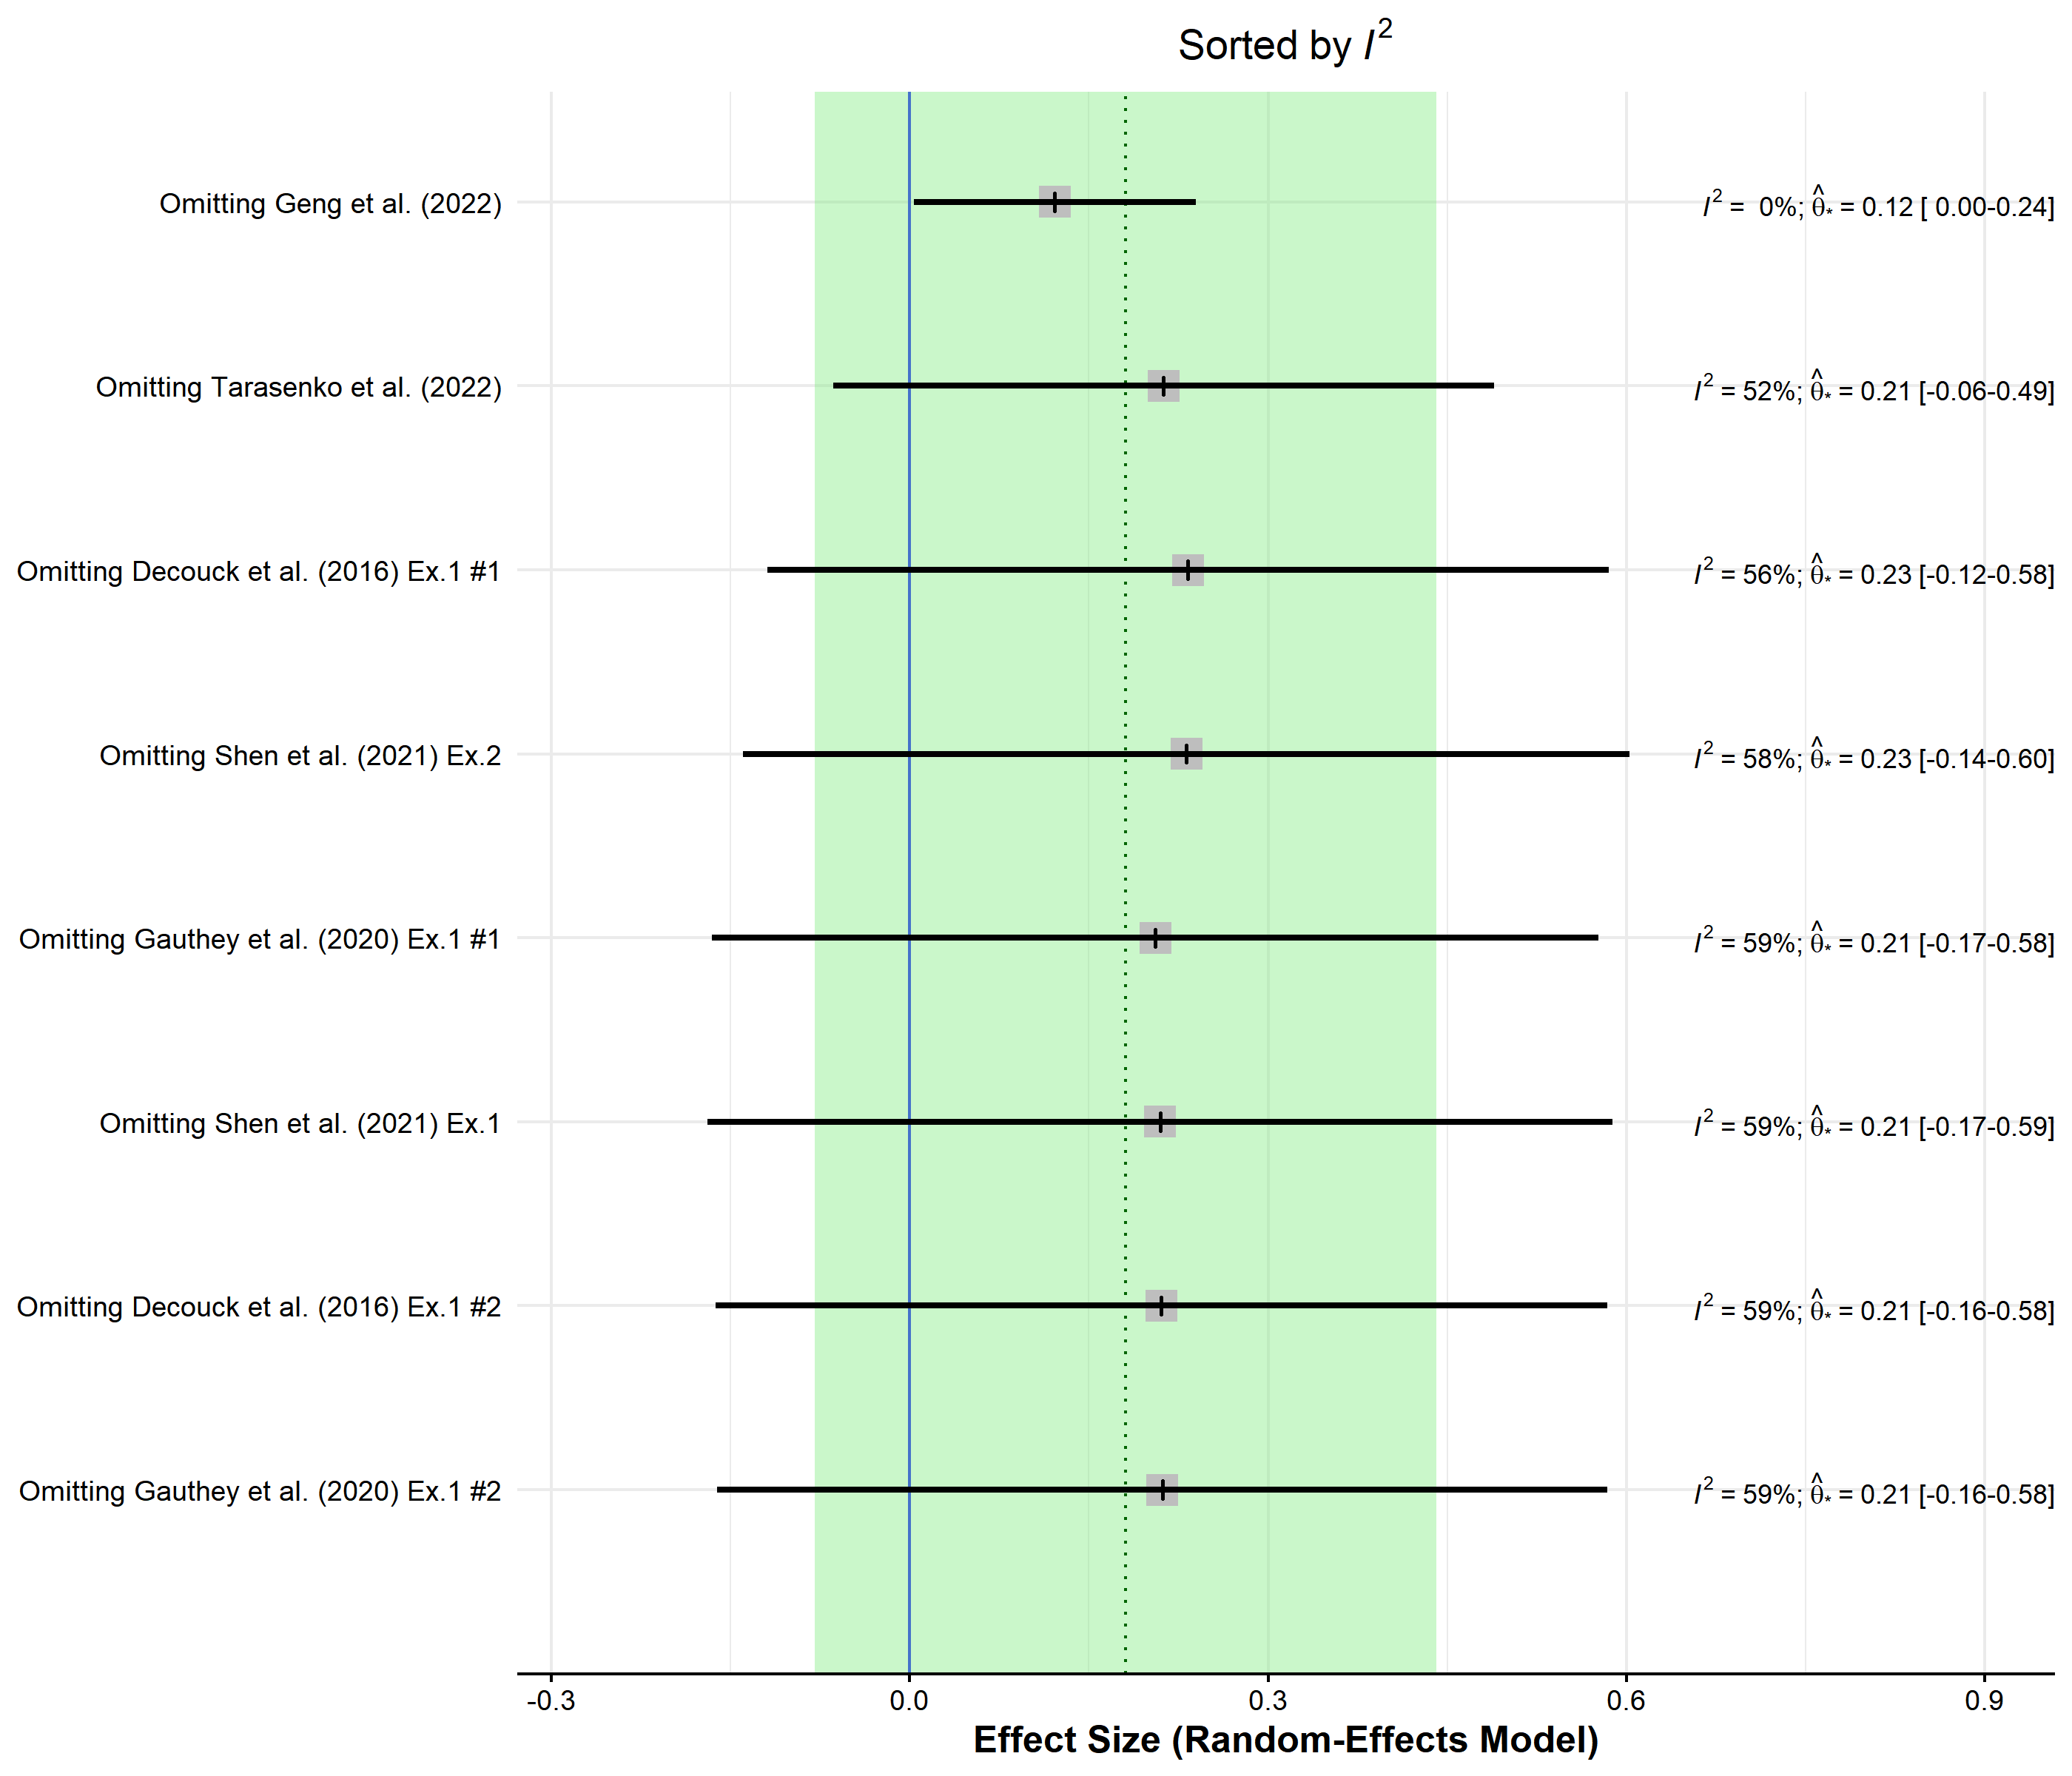 Sorted by I²
Omitting Geng et al. (2022) I² =  0%; θ̂* = 0.12 [ 0.00-0.24]
Omitting Tarasenko et al. (2022) I² = 52%; θ̂* = 0.21 [-0.06-0.49]
Omitting Decouck et al. (2016) Ex.1 #1 I² = 56%; θ̂* = 0.23 [-0.12-0.58]
Omitting Shen et al. (2021) Ex.2 I² = 58%; θ̂* = 0.23 [-0.14-0.60]
Omitting Gauthey et al. (2020) Ex.1 #1 I² = 59%; θ̂* = 0.21 [-0.17-0.58]
Omitting Shen et al. (2021) Ex.1 I² = 59%; θ̂* = 0.21 [-0.17-0.59]
Omitting Decouck et al. (2016) Ex.1 #2 I² = 59%; θ̂* = 0.21 [-0.16-0.58]
Omitting Gauthey et al. (2020) Ex.1 #2 I² = 59%; θ̂* = 0.21 [-0.16-0.58]
-0.3 0.0 0.3 0.6 0.9
Effect Size (Random-Effects Model)